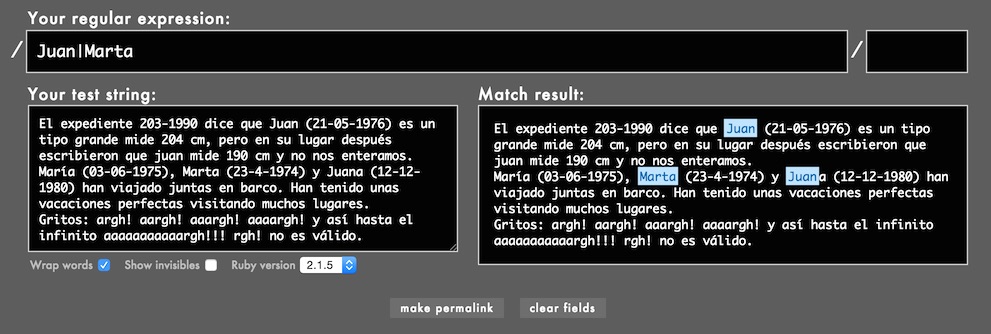 Your regular expression:
/ Juan|Marta /
Your test string:
El expediente 203-1990 dice que Juan (21-05-1976) es un
tipo grande mide 204 cm, pero en su lugar después
escribieron que juan mide 190 cm y no nos enteramos.
María (03-06-1975), Marta (23-4-1974) y Juana (12-12-
1980) han viajado juntas en barco. Han tenido unas
vacaciones perfectas visitando muchos lugares.
Gritos: argh! aargh! aaargh! aaaargh! y así hasta el
infinito aaaaaaaaaaargh!!! rgh! no es válido.
Match result:
El expediente 203-1990 dice que Juan (21-05-1976) es un tipo
grande mide 204 cm, pero en su lugar después escribieron que
juan mide 190 cm y no nos enteramos.
María (03-06-1975), Marta (23-4-1974) y Juana (12-12-1980) han
viajado juntas en barco. Han tenido unas vacaciones perfectas
visitando muchos lugares.
Gritos: argh! aargh! aaargh! aaaargh! y así hasta el infinito
aaaaaaaaaaargh!!! rgh! no es válido.
Wrap words Show invisibles Ruby version 2.1.5
make permalink clear fields